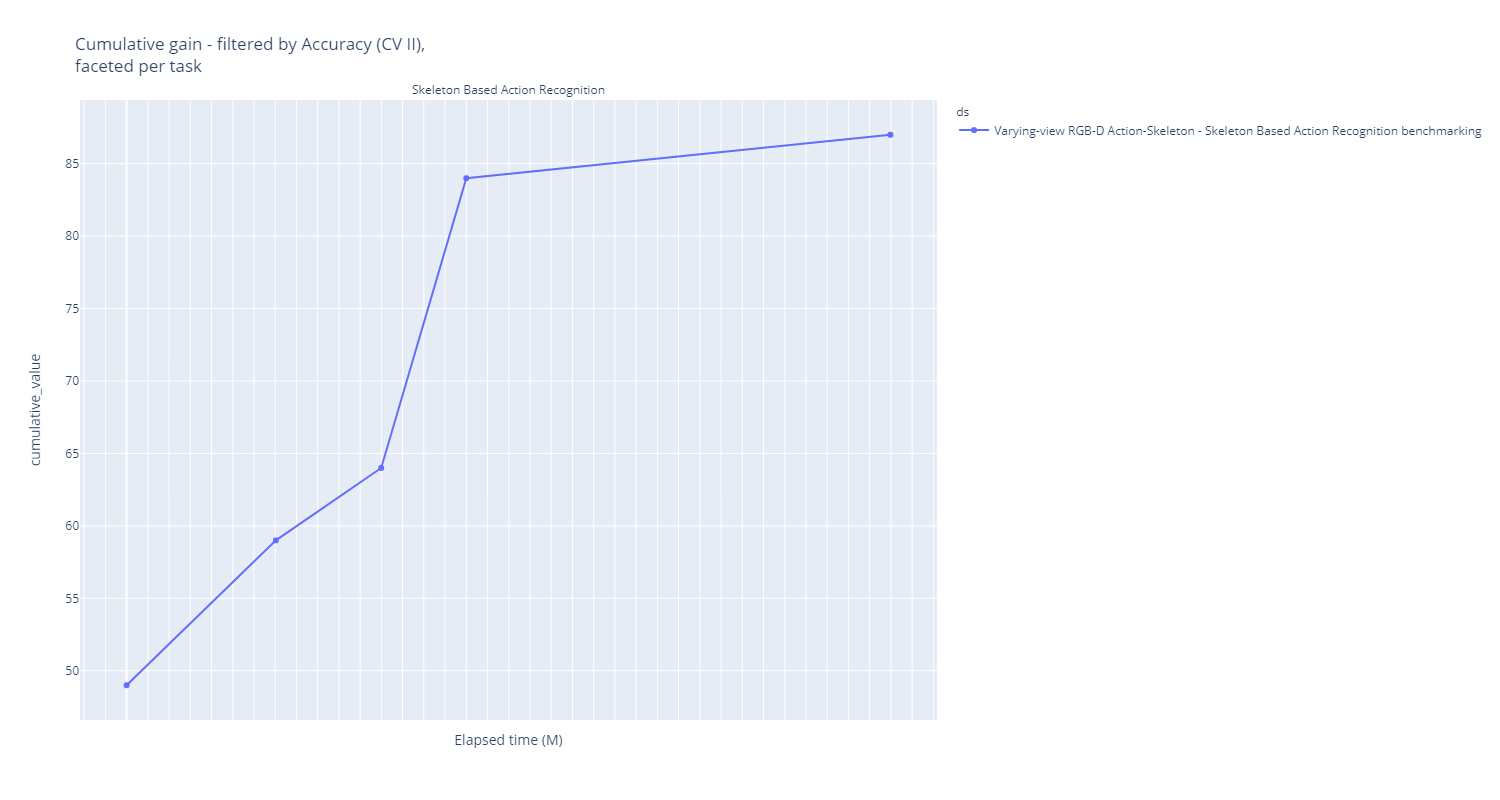 Cumulative gain - filtered by Accuracy (CV II),
faceted per task
Skeleton Based Action Recognition
ds
Varying-view RGB-D Action-Skeleton - Skeleton Based Action Recognition benchmarking
85
80
75
70
65
60
55
50
cumulative_value
Elapsed time (M)